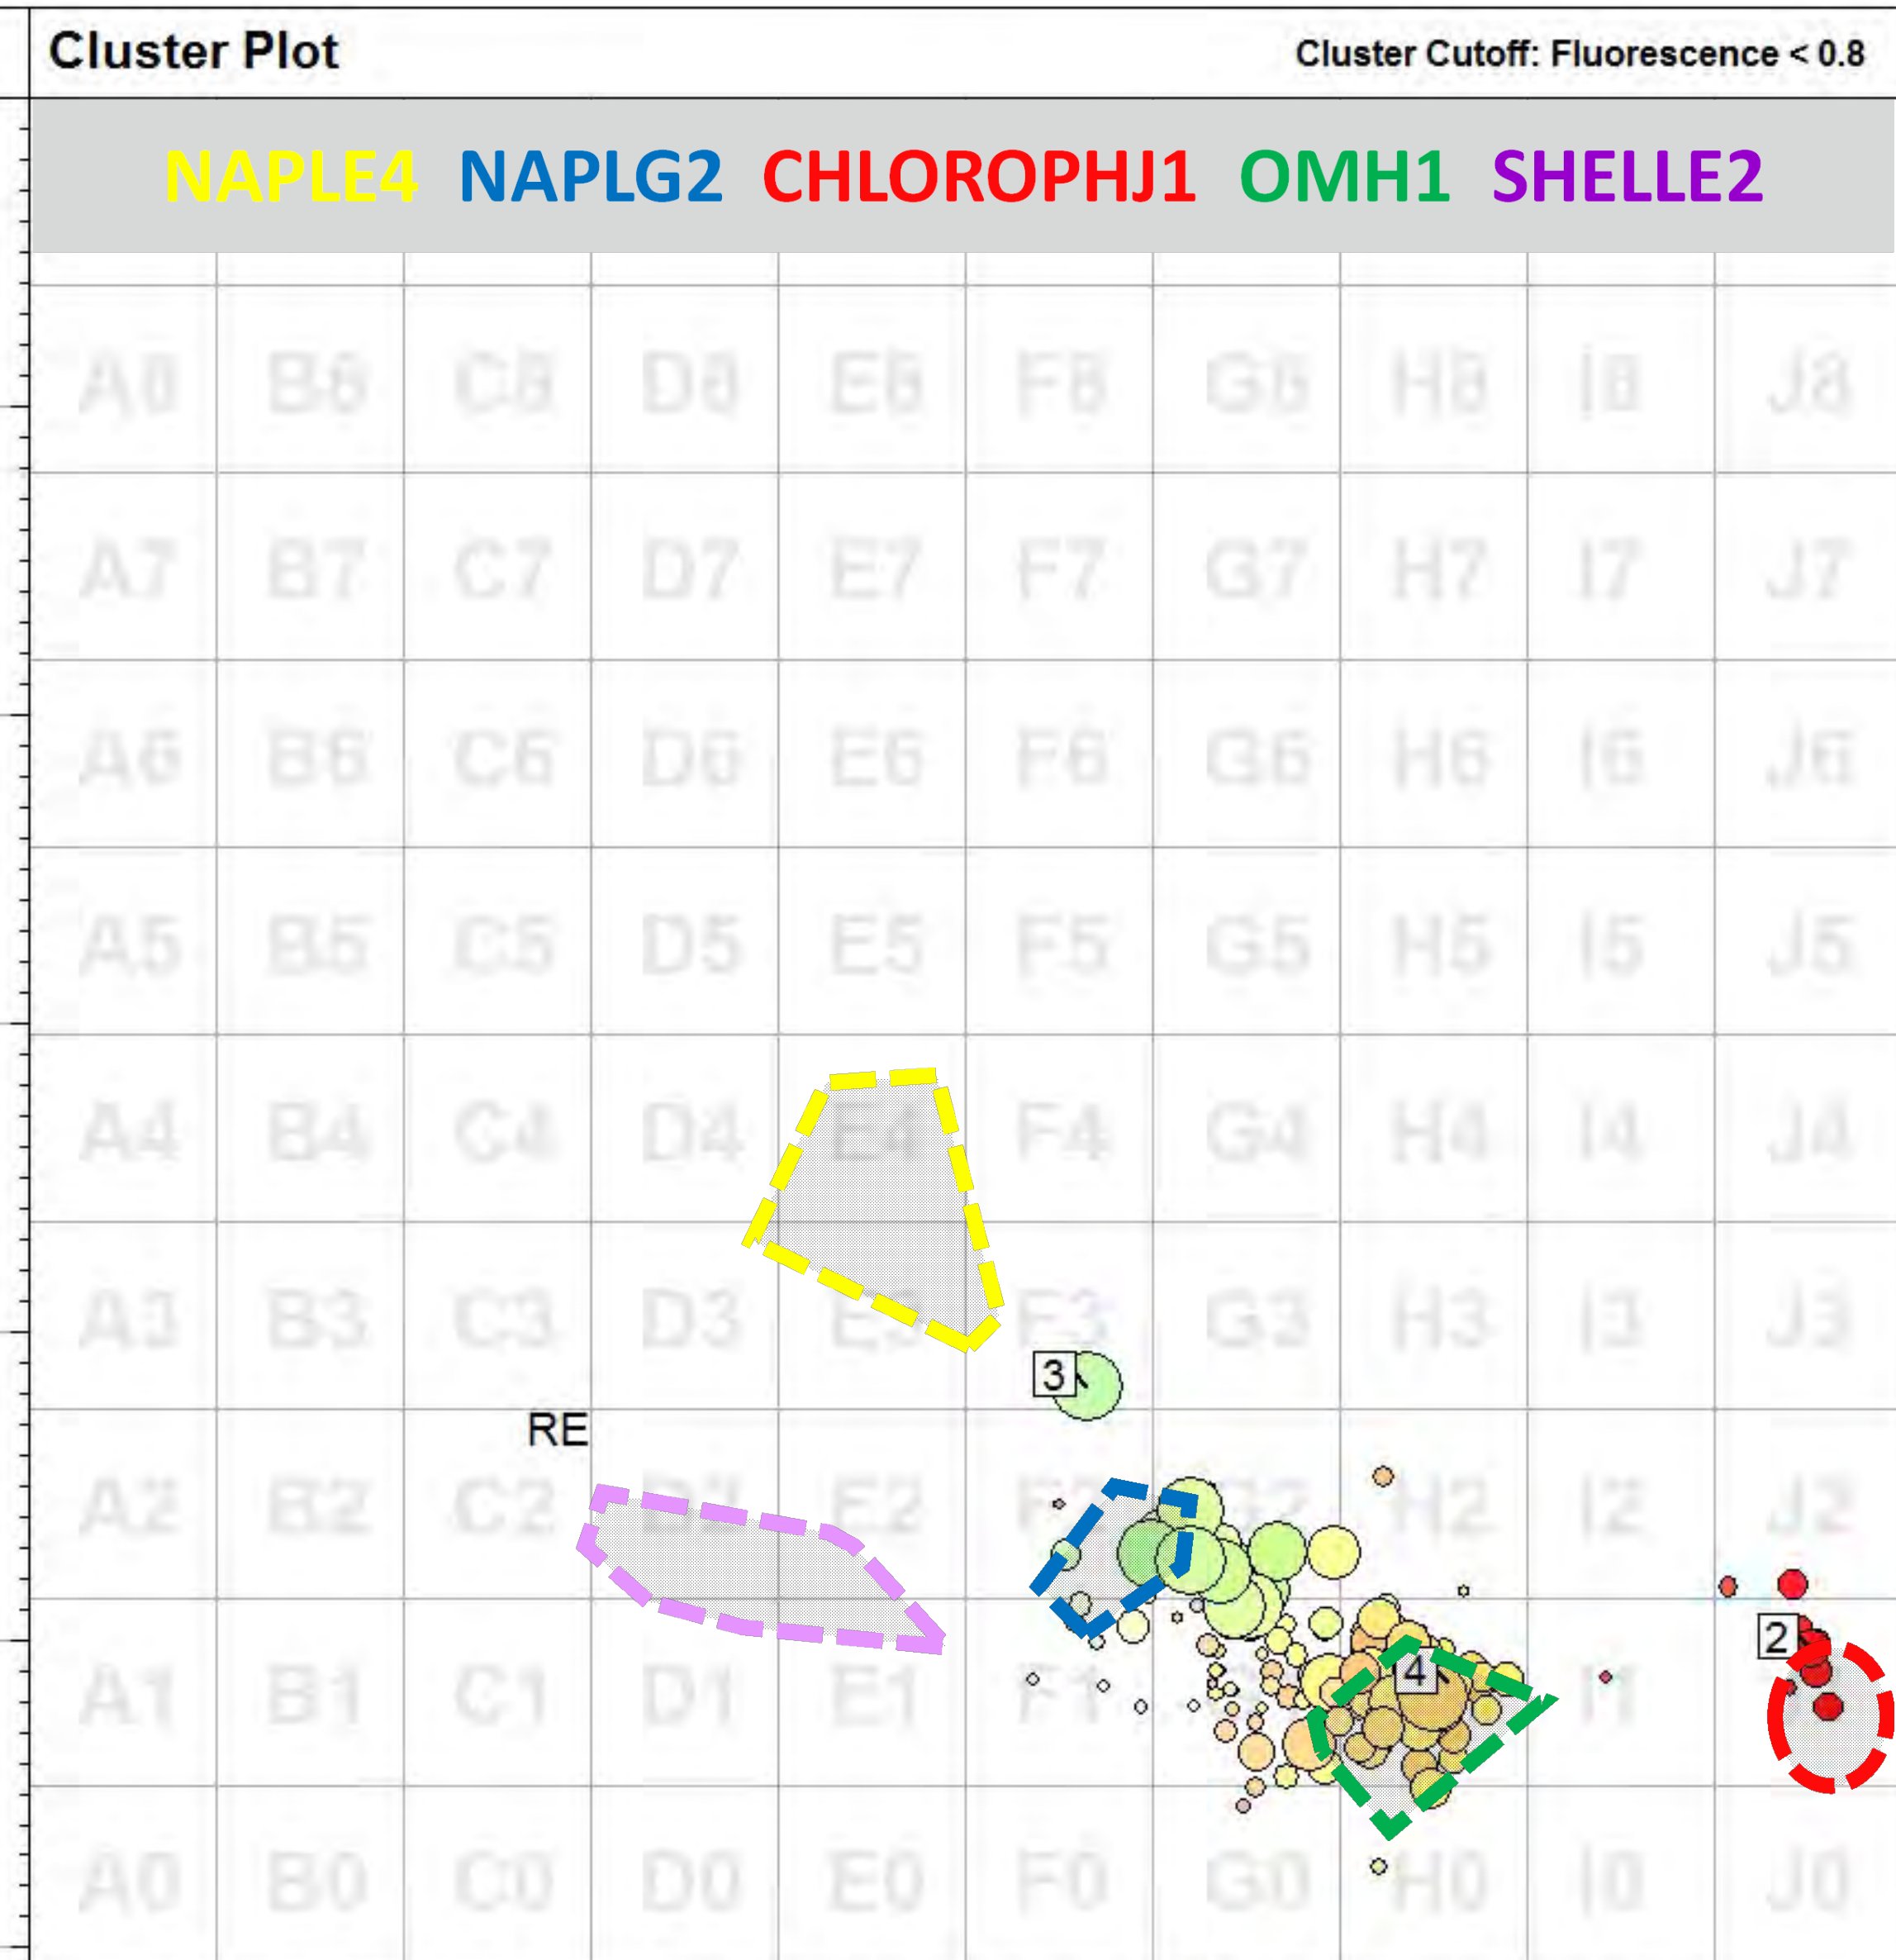 Cluster Plot
Cluster Cutoff: Fluorescence < 0.8
NAPLE4 NAPLG2 CHLOROPHJ1 OMH1 SHELLE2
A8 B8 C8 D8 E8 F8 G8 H8 I8 J8
A7 B7 C7 D7 E7 F7 G7 H7 I7 J7
A6 B6 C6 D6 E6 F6 G6 H6 I6 J6
A5 B5 C5 D5 E5 F5 G5 H5 I5 J5
A4 B4 C4 D4 E4 F4 G4 H4 I4 J4
A3 B3 C3 D3 E3 F3 G3 H3 I3 J3
3
RE
A2 B2 C2 D2 E2 F2 G2 H2 I2 J2
2
4
A1 B1 C1 D1 E1 F1 I1
A0 B0 C0 D0 E0 F0 G0 H0 I0 J0